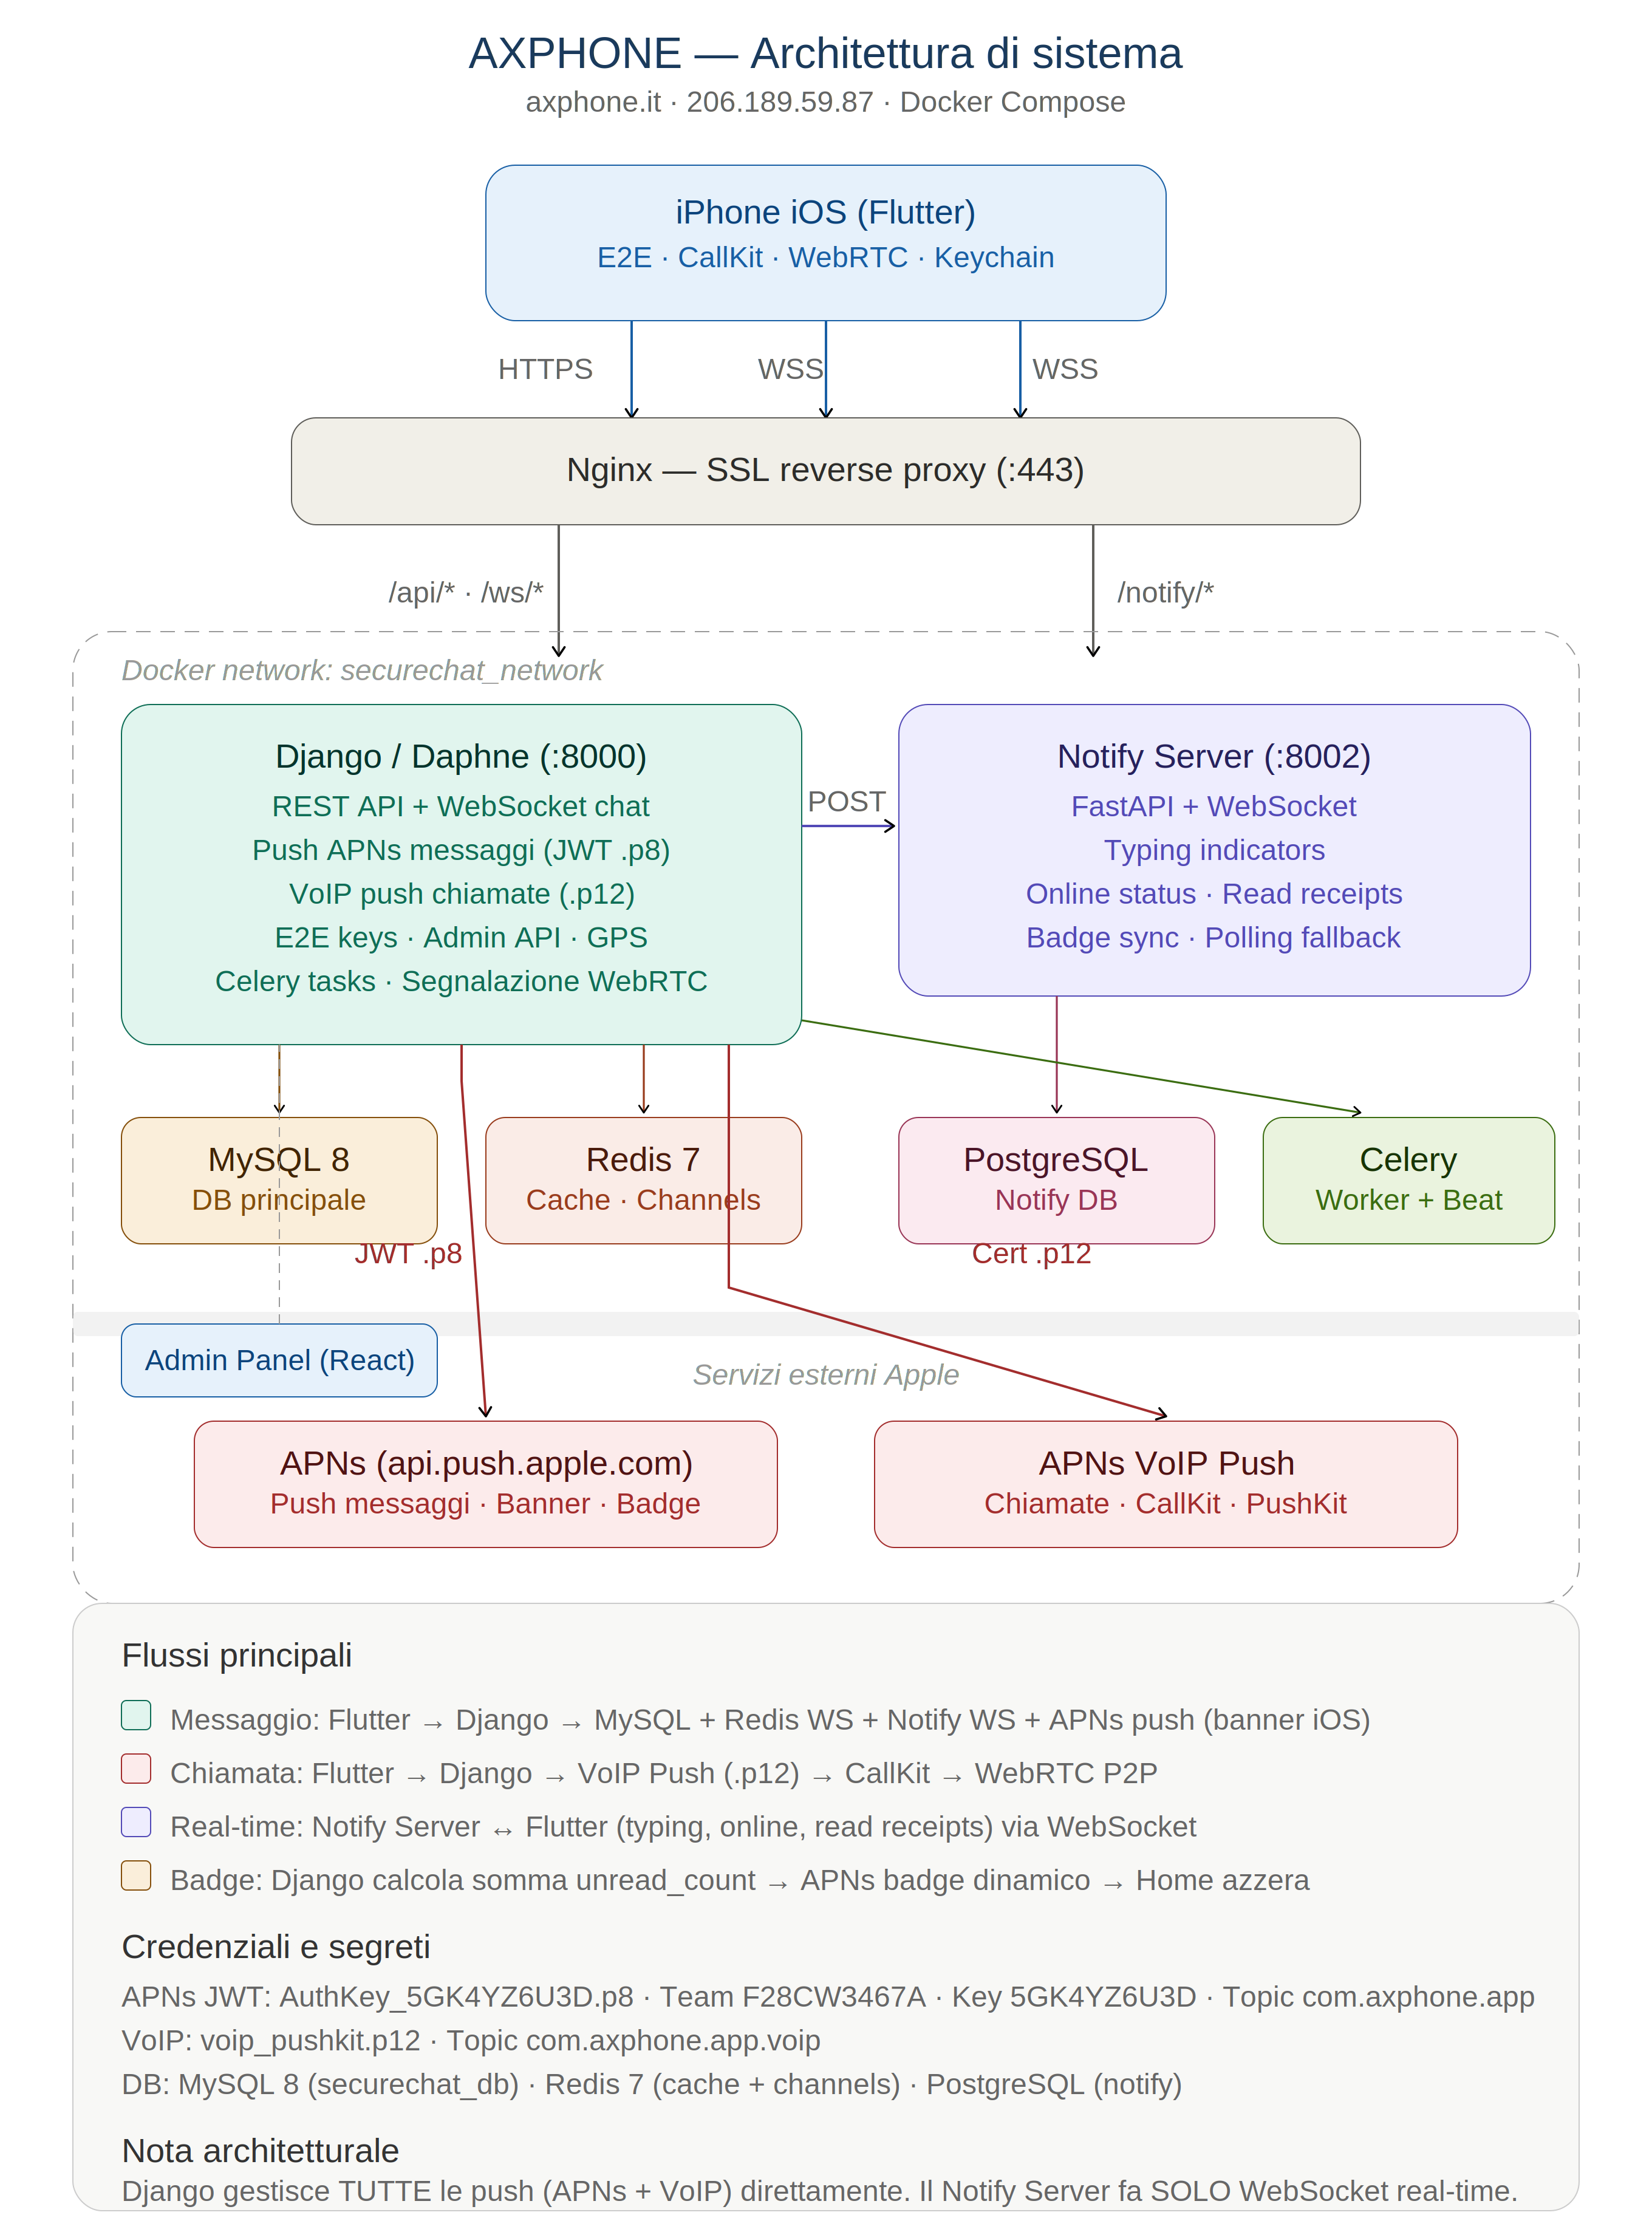 AXPHONE — Architettura di sistema
axphone.it · 206.189.59.87 · Docker Compose
iPhone iOS (Flutter)
E2E · CallKit · WebRTC · Keychain
HTTPS
WSS
WSS
Nginx — SSL reverse proxy (:443)
/api/* · /ws/*
/notify/*
Docker network: securechat_network
Django / Daphne (:8000)
REST API + WebSocket chat
Push APNs messaggi (JWT .p8)
VoIP push chiamate (.p12)
E2E keys · Admin API · GPS
Celery tasks · Segnalazione WebRTC
POST
Notify Server (:8002)
FastAPI + WebSocket
Typing indicators
Online status · Read receipts
Badge sync · Polling fallback
MySQL 8
DB principale
Redis 7
Cache · Channels
PostgreSQL
Notify DB
Celery
Worker + Beat
JWT .p8
Cert .p12
Admin Panel (React)
Servizi esterni Apple
APNs (api.push.apple.com)
Push messaggi · Banner · Badge
APNs VoIP Push
Chiamate · CallKit · PushKit
Flussi principali
Messaggio: Flutter → Django → MySQL + Redis WS + Notify WS + APNs push (banner iOS)
Chiamata: Flutter → Django → VoIP Push (.p12) → CallKit → WebRTC P2P
Real-time: Notify Server ↔ Flutter (typing, online, read receipts) via WebSocket
Badge: Django calcola somma unread_count → APNs badge dinamico → Home azzera
Credenziali e segreti
APNs JWT: AuthKey_5GK4YZ6U3D.p8 · Team F28CW3467A · Key 5GK4YZ6U3D · Topic com.axphone.app
VoIP: voip_pushkit.p12 · Topic com.axphone.app.voip
DB: MySQL 8 (securechat_db) · Redis 7 (cache + channels) · PostgreSQL (notify)
Nota architetturale
Django gestisce TUTTE le push (APNs + VoIP) direttamente. Il Notify Server fa SOLO WebSocket real-time.